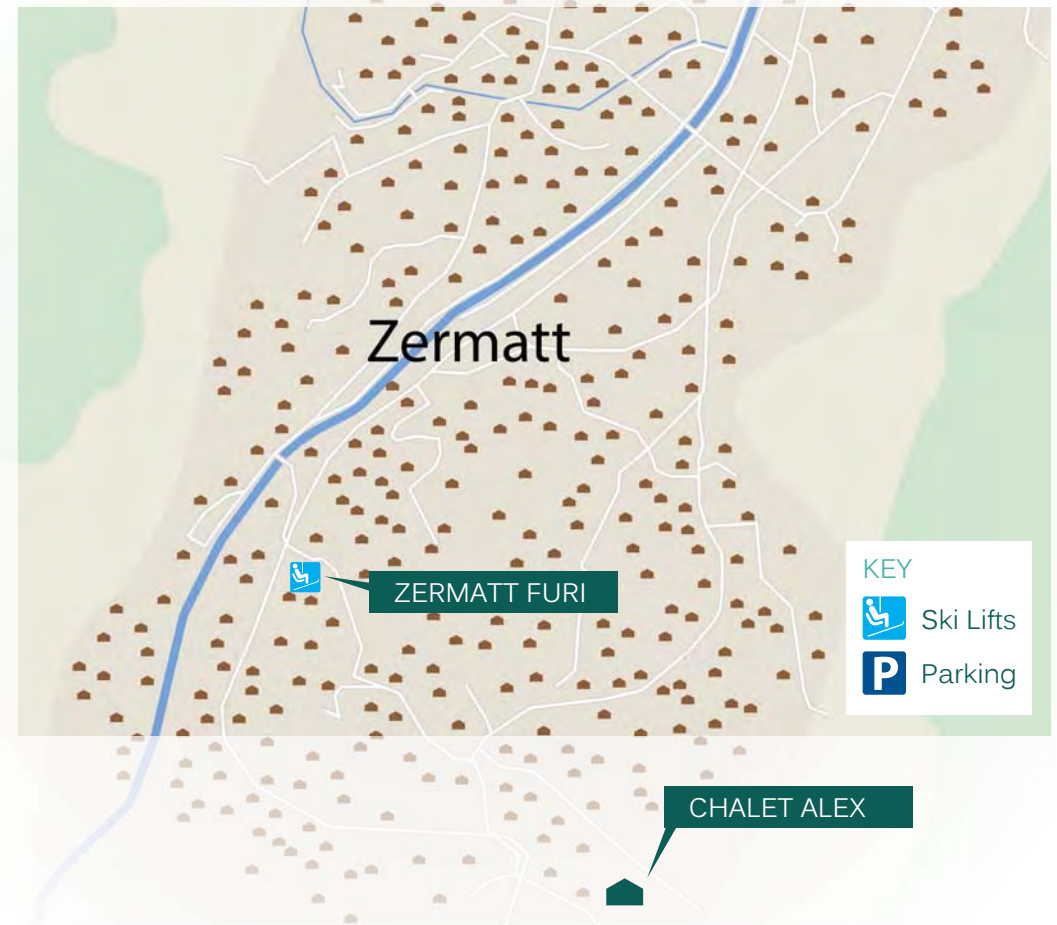 Zermatt
ZERMATT FURI
KEY
Ski Lifts
P Parking
CHALET ALEX